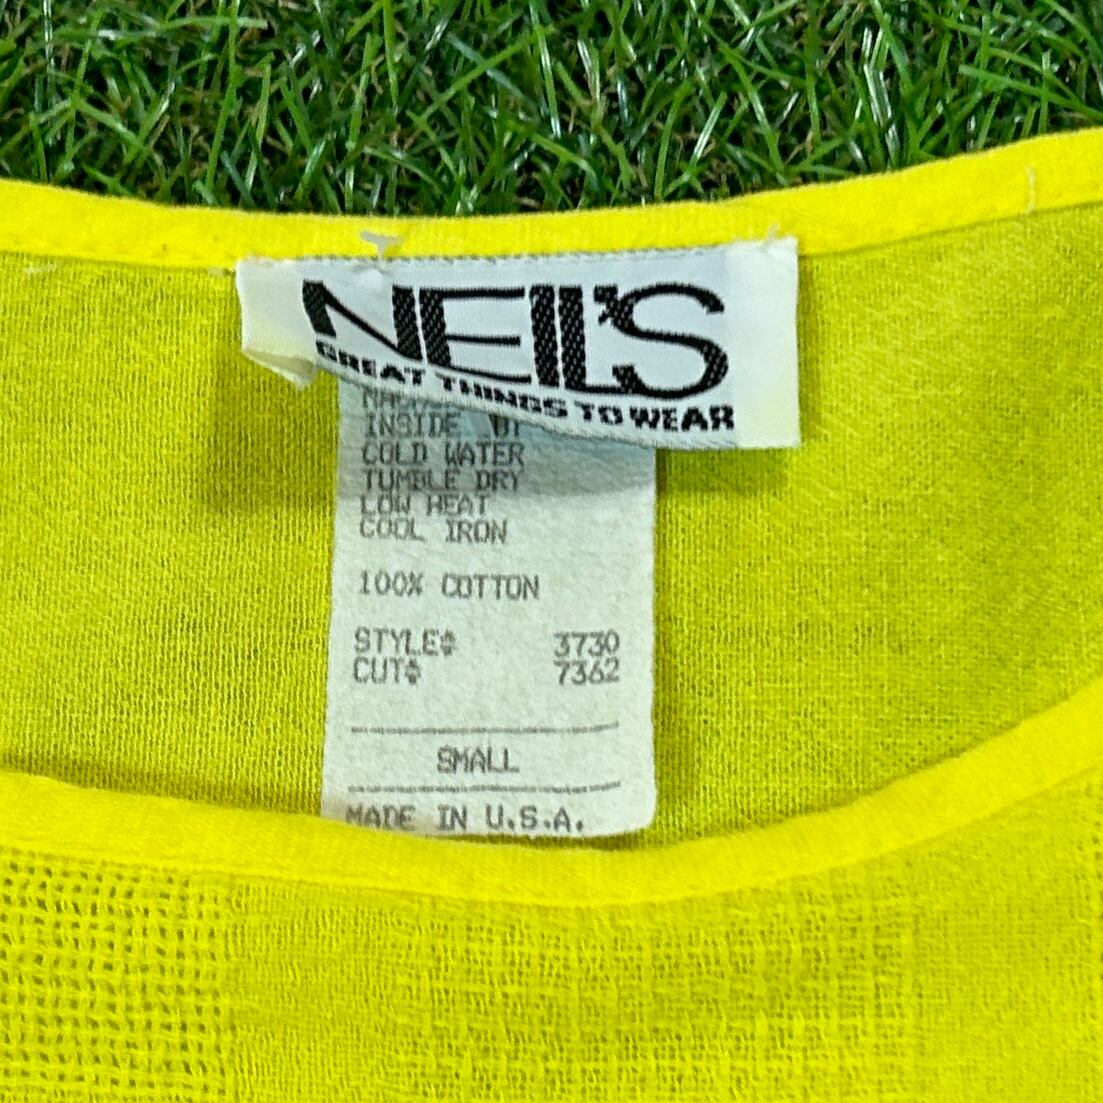 NEIL'S
GREAT THINGS TO WEAR
INSIDE
COLD WATER
TUMBLE DRY
LOW HEAT
COOL IRON
100% COTTON
STYLE# 3730
CUT# 7362
SMALL
MADE IN U.S.A.